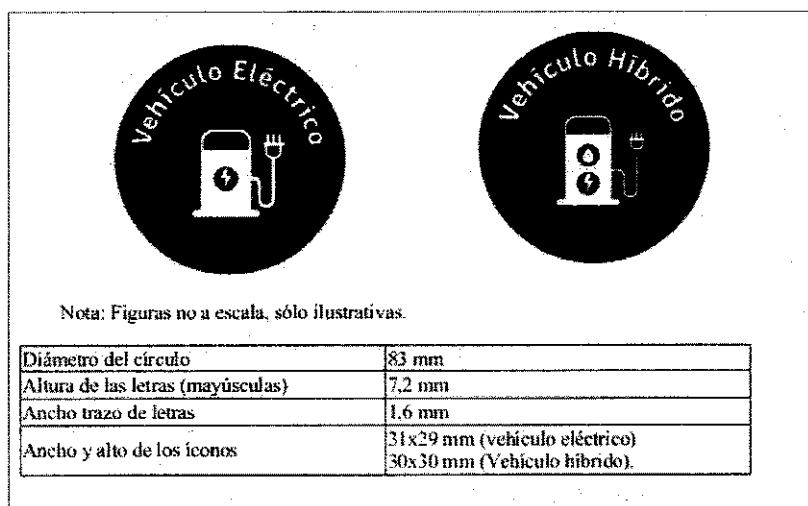 Vehículo Eléctrico
Vehículo Híbrido
Nota: Figuras no a escala, sólo ilustrativas.
Diámetro del círculo 83 mm
Altura de las letras (mayúsculas) 7,2 mm
Ancho trazo de letras 1,6 mm
Ancho y alto de los íconos 31x29 mm (vehículo eléctrico)
30x30 mm (Vehículo híbrido).